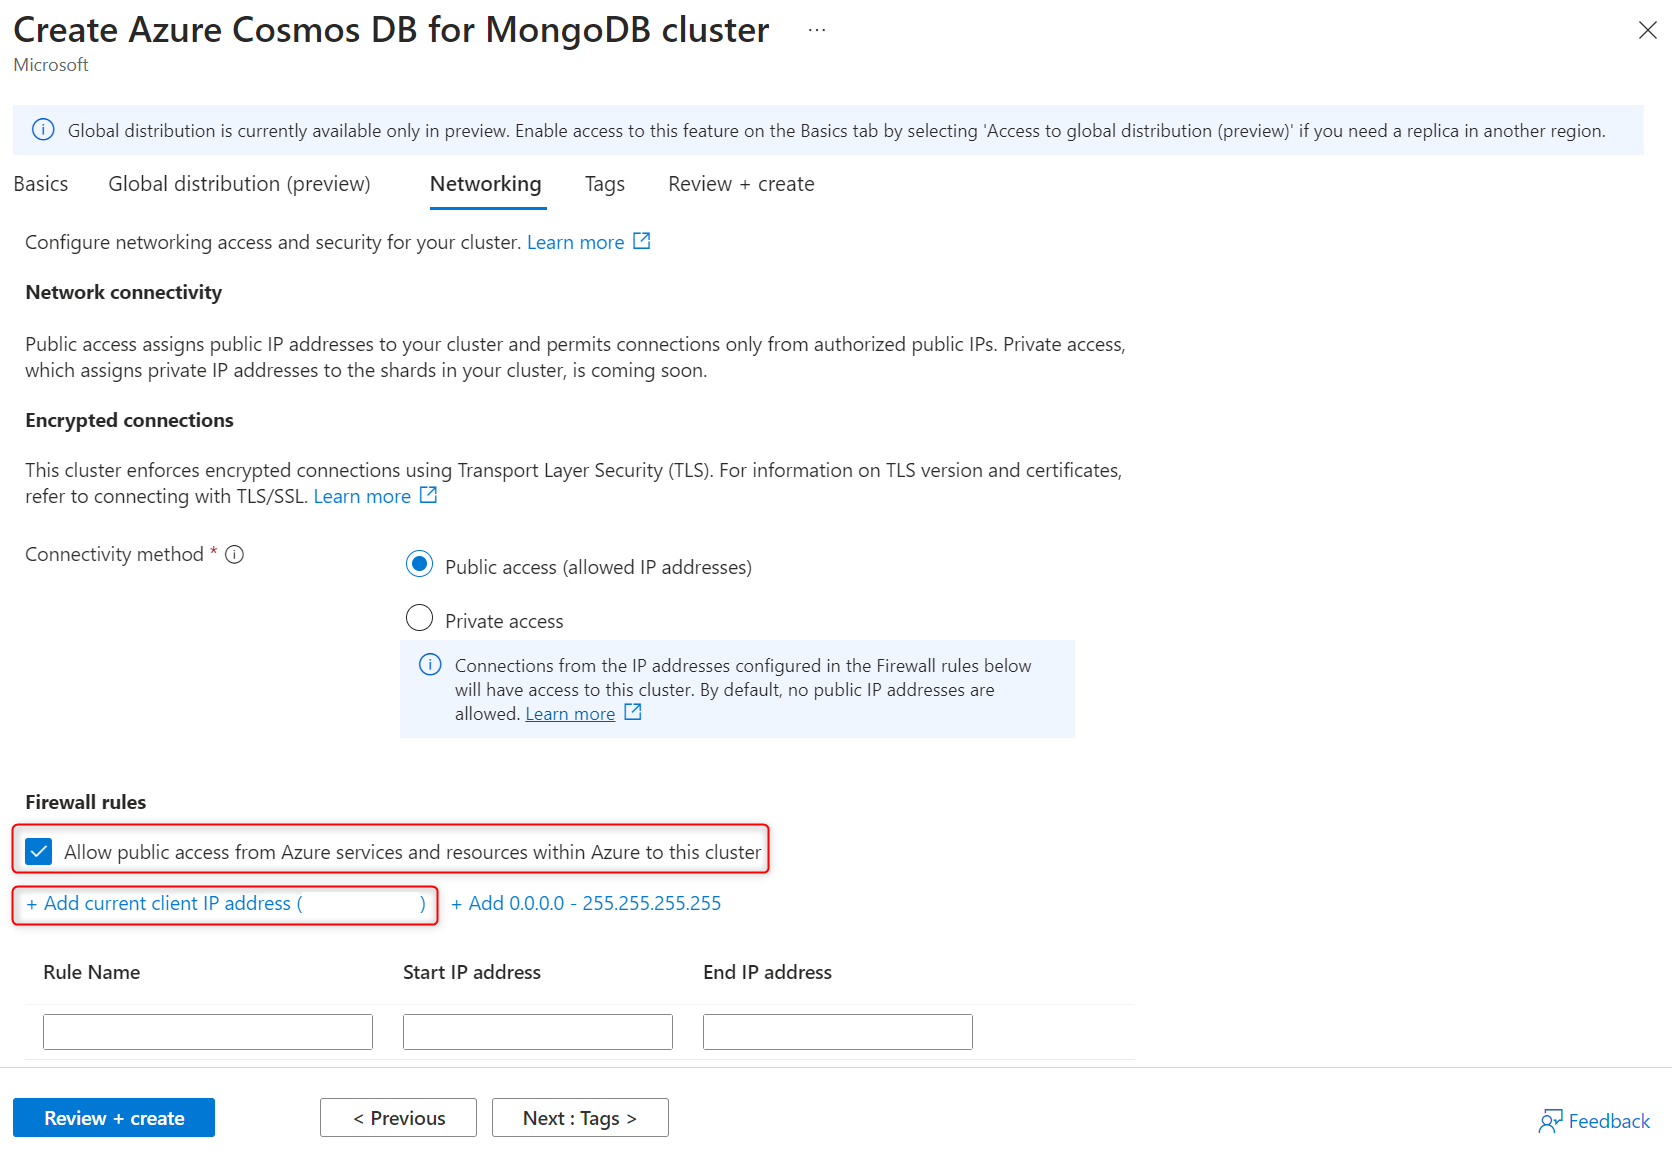 Create Azure Cosmos DB for MongoDB cluster ...
Microsoft
Global distribution is currently available only in preview. Enable access to this feature on the Basics tab by selecting 'Access to global distribution (preview)' if you need a replica in another region.
Basics Global distribution (preview) Networking Tags Review + create
Configure networking access and security for your cluster. Learn more
Network connectivity
Public access assigns public IP addresses to your cluster and permits connections only from authorized public IPs. Private access,
which assigns private IP addresses to the shards in your cluster, is coming soon.
Encrypted connections
This cluster enforces encrypted connections using Transport Layer Security (TLS). For information on TLS version and certificates,
refer to connecting with TLS/SSL. Learn more
Connectivity method *
Public access (allowed IP addresses)
Private access
Connections from the IP addresses configured in the Firewall rules below
will have access to this cluster. By default, no public IP addresses are
allowed. Learn more
Firewall rules
Allow public access from Azure services and resources within Azure to this cluster
+ Add current client IP address ( ) + Add 0.0.0.0 - 255.255.255.255
Rule Name Start IP address End IP address
Review + create < Previous Next : Tags > Feedback